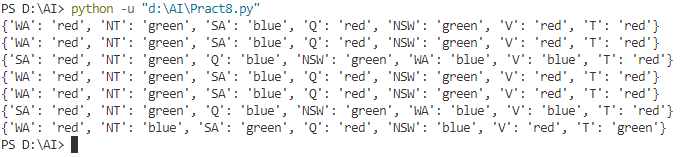 PS D:\AI> python -u "d:\AI\Pract8.py"
{'WA': 'red', 'NT': 'green', 'SA': 'blue', 'Q': 'red', 'NSW': 'green', 'V': 'red', 'T': 'red'}
{'WA': 'red', 'NT': 'green', 'SA': 'blue', 'Q': 'red', 'NSW': 'green', 'V': 'red', 'T': 'red'}
{'SA': 'red', 'NT': 'green', 'Q': 'blue', 'NSW': 'green', 'WA': 'blue', 'V': 'blue', 'T': 'red'}
{'WA': 'red', 'NT': 'green', 'SA': 'blue', 'Q': 'red', 'NSW': 'green', 'V': 'red', 'T': 'red'}
{'WA': 'red', 'NT': 'green', 'SA': 'blue', 'Q': 'red', 'NSW': 'green', 'V': 'red', 'T': 'red'}
{'SA': 'red', 'NT': 'green', 'Q': 'blue', 'NSW': 'green', 'WA': 'blue', 'V': 'blue', 'T': 'red'}
{'WA': 'red', 'NT': 'blue', 'SA': 'green', 'Q': 'red', 'NSW': 'blue', 'V': 'red', 'T': 'green'}
PS D:\AI>